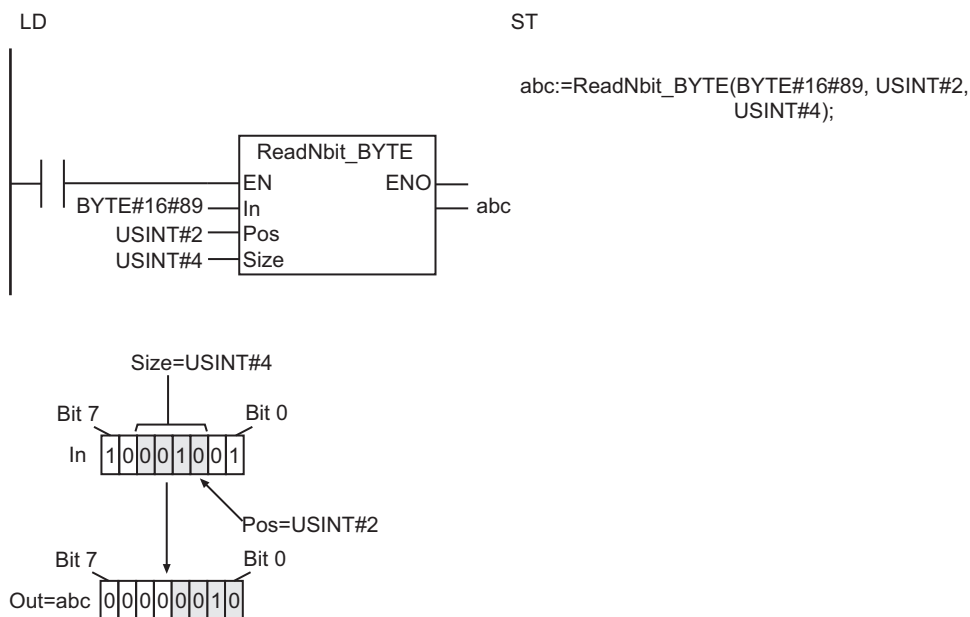 LD
ST
abc:=ReadNbit_BYTE(BYTE#16#89, USINT#2,
USINT#4);
ReadNbit_BYTE
EN ENO
BYTE#16#89 In abc
USINT#2 Pos
USINT#4 Size
Size=USINT#4
Bit 7 Bit 0
In 1 0 0 0 1 0 0 1
Pos=USINT#2
Bit 7 Bit 0
Out=abc 0 0 0 0 0 0 1 0